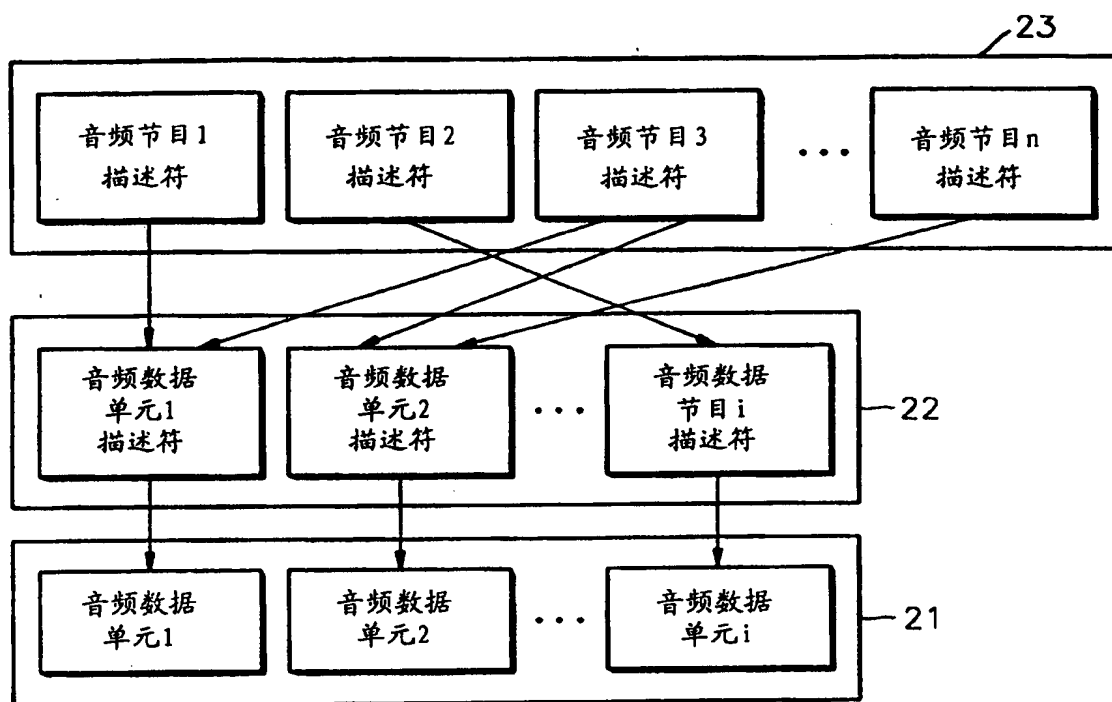 23
音频节目1
描述符
音频节目2
描述符
音频节目3
描述符
...
音频节目n
描述符
音频数据
单元1
描述符
音频数据
单元2
描述符
...
音频数据
节目i
描述符
22
音频数据
单元1
音频数据
单元2
...
音频数据
单元i
21